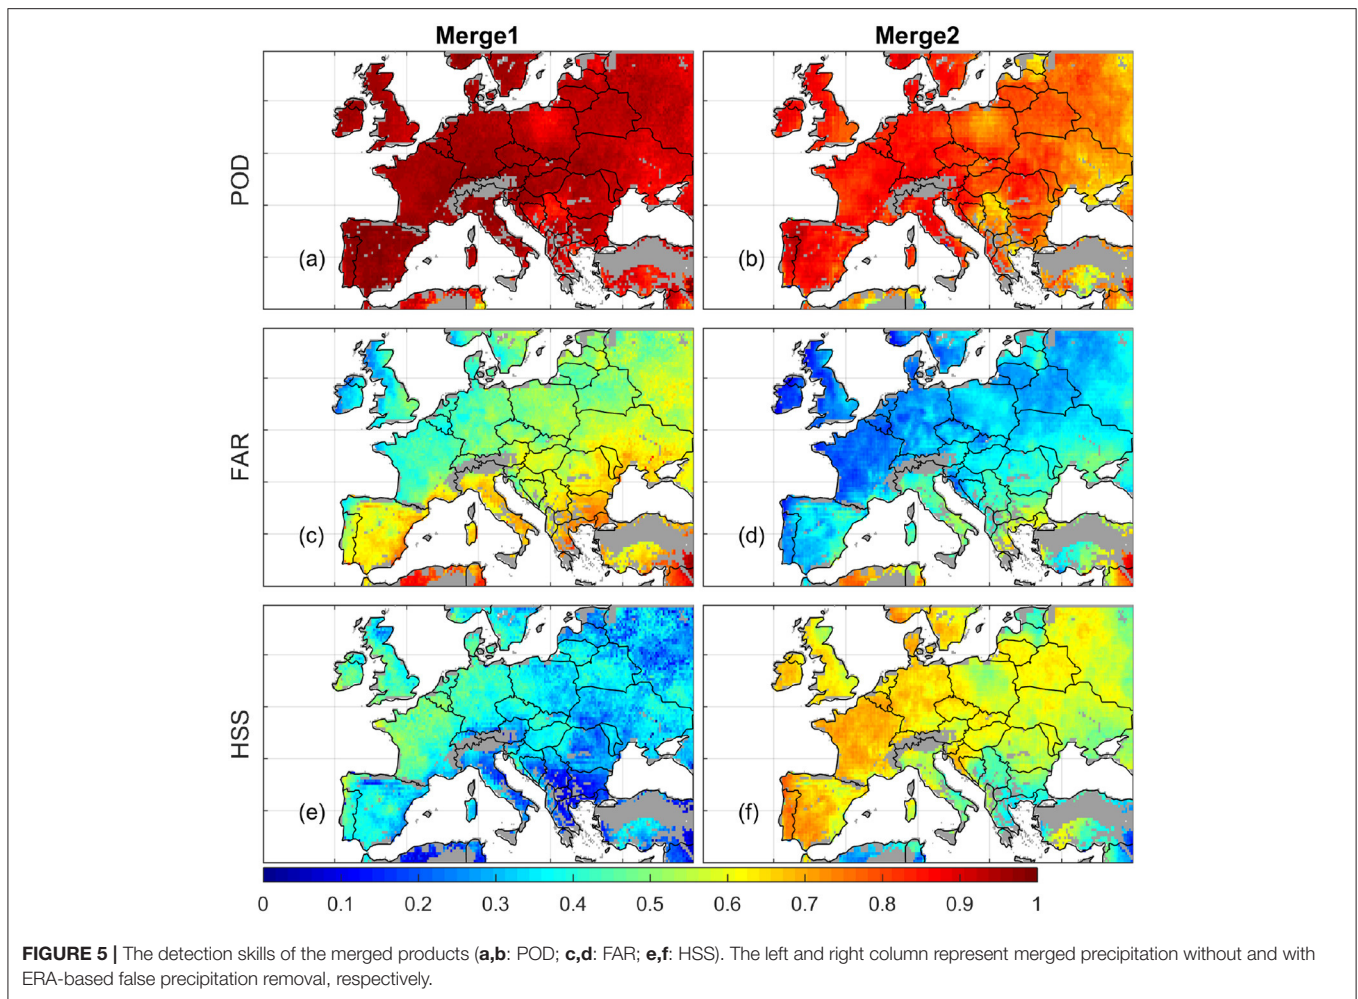 Merge1
Merge2
POD
(a)
(b)
FAR
(c)
(d)
HSS
(e)
(f)
0 0.1 0.2 0.3 0.4 0.5 0.6 0.7 0.8 0.9 1
FIGURE 5 | The detection skills of the merged products (a,b: POD; c,d: FAR; e,f: HSS). The left and right column represent merged precipitation without and with
ERA-based false precipitation removal, respectively.